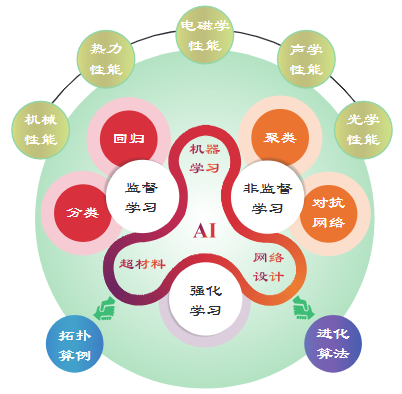 电磁学
性能
热力
性能
声学
性能
机械
性能
光学
性能
回归
机器
学习
聚类
监督
学习
非监督
学习
分类
对抗
网络
AI
超材料
网络
设计
强化
学习
拓扑
算例
进化
算法